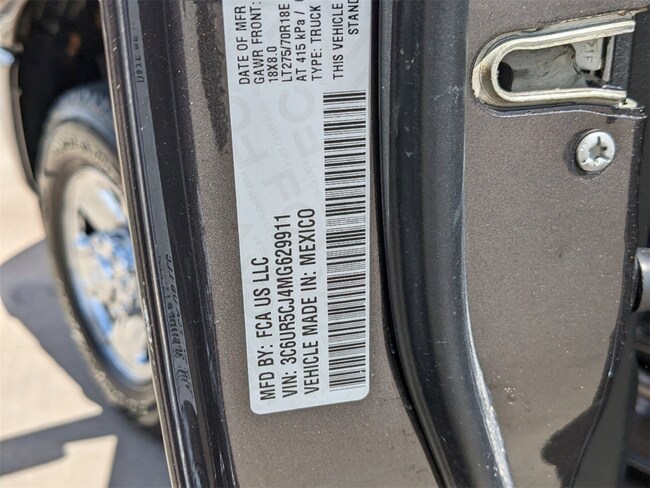 MFD BY: FCA US LLC
DATE OF MFR
GAWR FRONT:
18X8.0
LT275/70R18E
AT 415 kPa /
TYPE: TRUCK
VIN: 3C6UR5CJ4MG629911
VEHICLE MADE IN: MEXICO
THIS VEHICLE
STAND